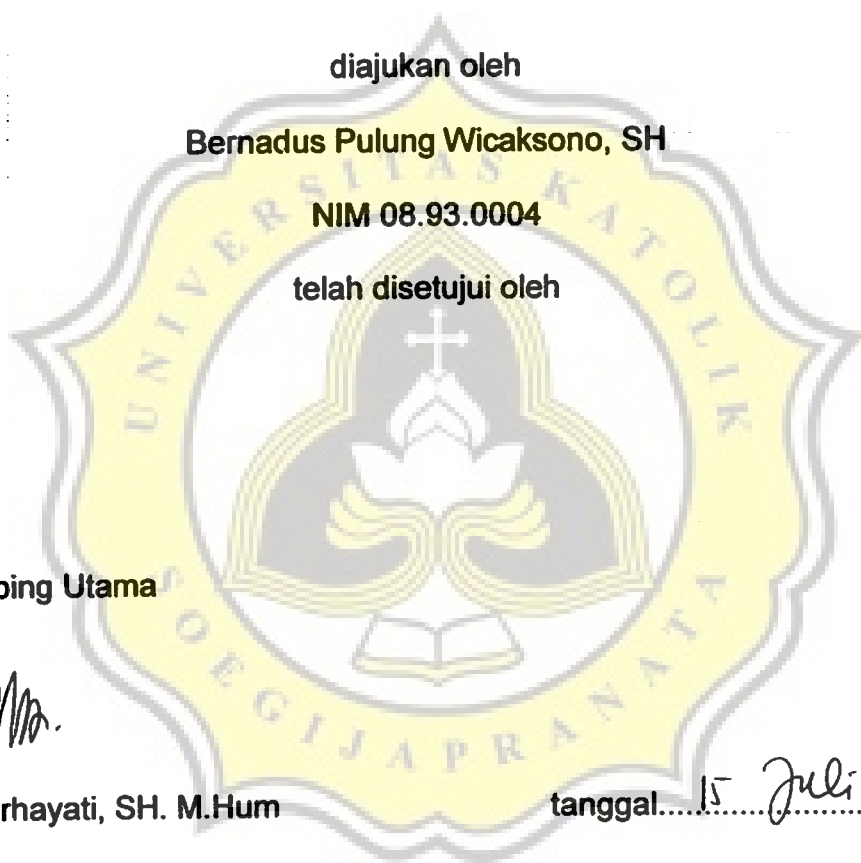 diajukan oleh
Bernadus Pulung Wicaksono, SH
NIM 08.93.0004
telah disetujui oleh
UNIVERSITAS KATOLIK
SOEGIJAPRANATA
bing Utama
rhayati, SH. M.Hum
tanggal.....15 Juli